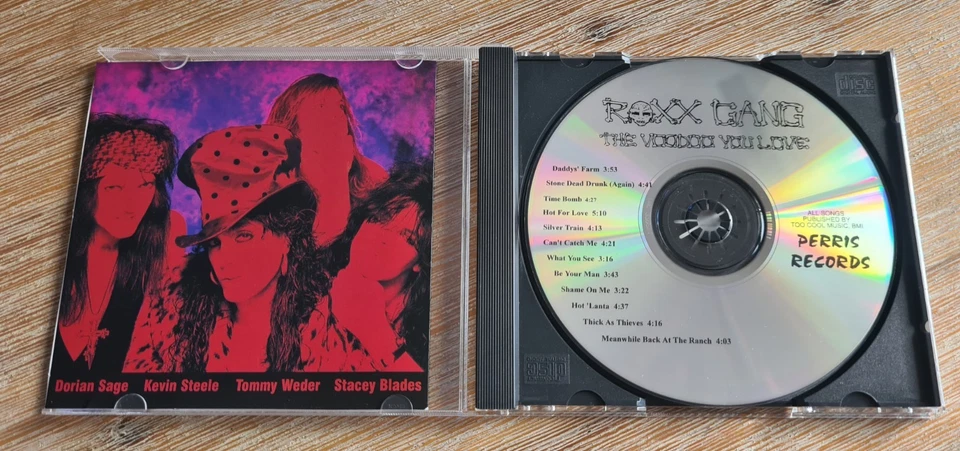 Dorian Sage Kevin Steele Tommy Weder Stacey Blades
ROXX GANG
THE VOODOO YOU LOVE
Daddys' Farm 3:53
Stone Dead Drunk (Again) 4:41
Time Bomb 4:27
Hot For Love 5:10
Silver Train 4:13
Can't Catch Me 4:21
What You See 3:16
Be Your Man 3:43
Shame On Me 3:22
Hot 'Lanta 4:37
Thick As Thieves 4:16
Meanwhile Back At The Ranch 4:03
ALL SONGS
PUBLISHED BY
TOO COOL MUSIC, BMI
PERRIS
RECORDS
disc
disc